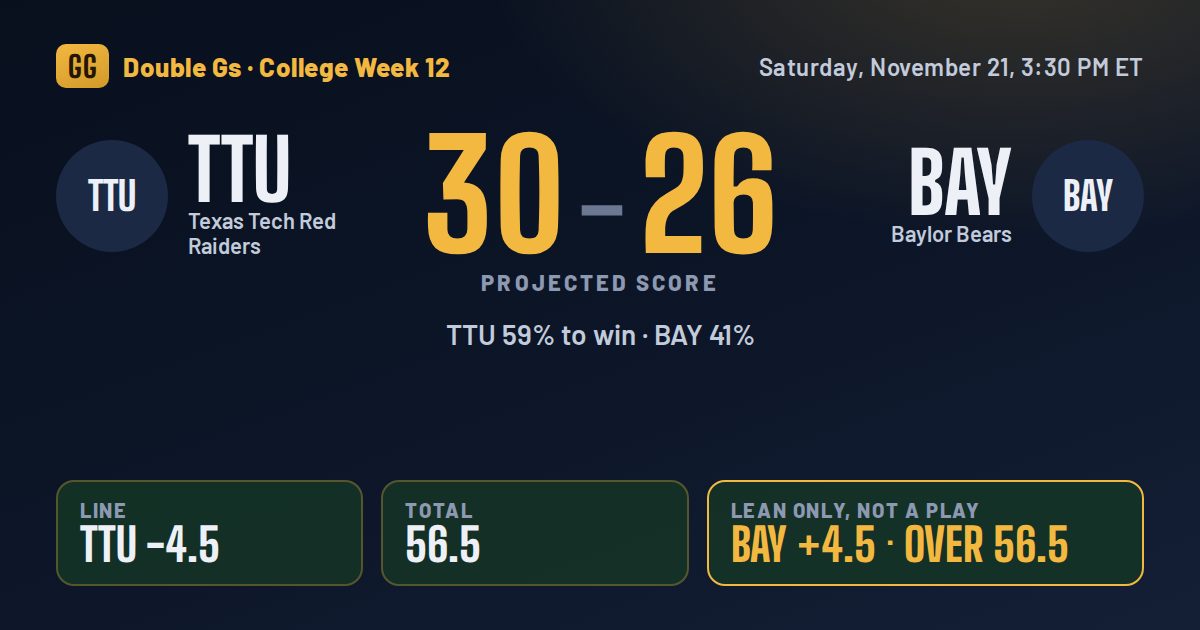 GG
Double Gs · College Week 12
Saturday, November 21, 3:30 PM ET
TTU
TTU
Texas Tech Red
Raiders
30 – 26
PROJECTED SCORE
TTU 59% to win · BAY 41%
BAY
Baylor Bears
BAY
LINE
TTU −4.5
TOTAL
56.5
LEAN ONLY, NOT A PLAY
BAY +4.5 · OVER 56.5